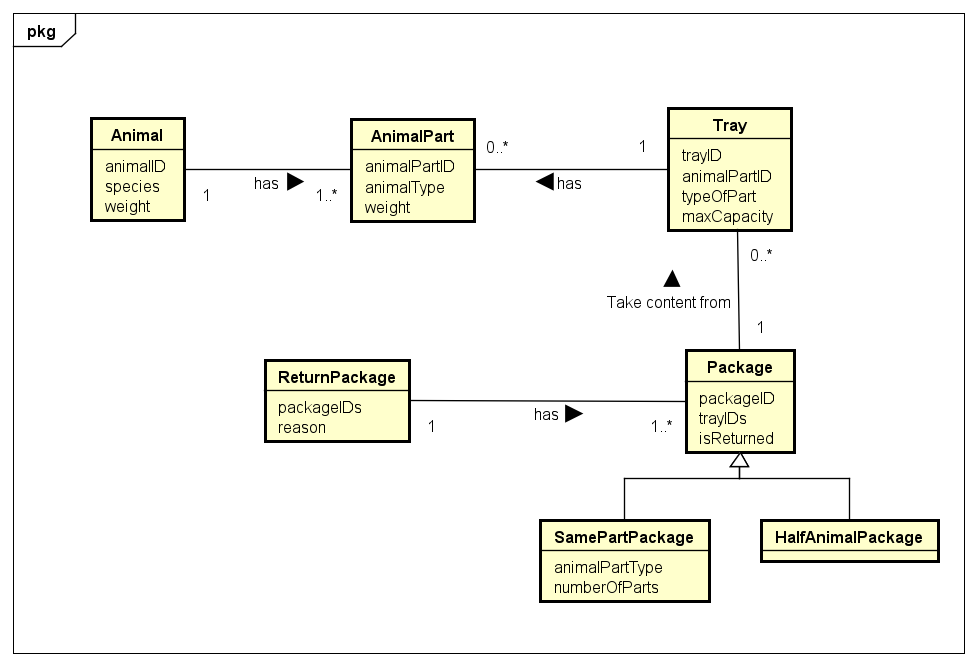 pkg
Animal
animalID
species
weight
1
has
1..*
AnimalPart
animalPartID
animalType
weight
0..*
has
1
Tray
trayID
animalPartID
typeOfPart
maxCapacity
0..*
Take content from
1
Package
packageID
trayIDs
isReturned
ReturnPackage
packageIDs
reason
1
has
1..*
SamePartPackage
animalPartType
numberOfParts
HalfAnimalPackage